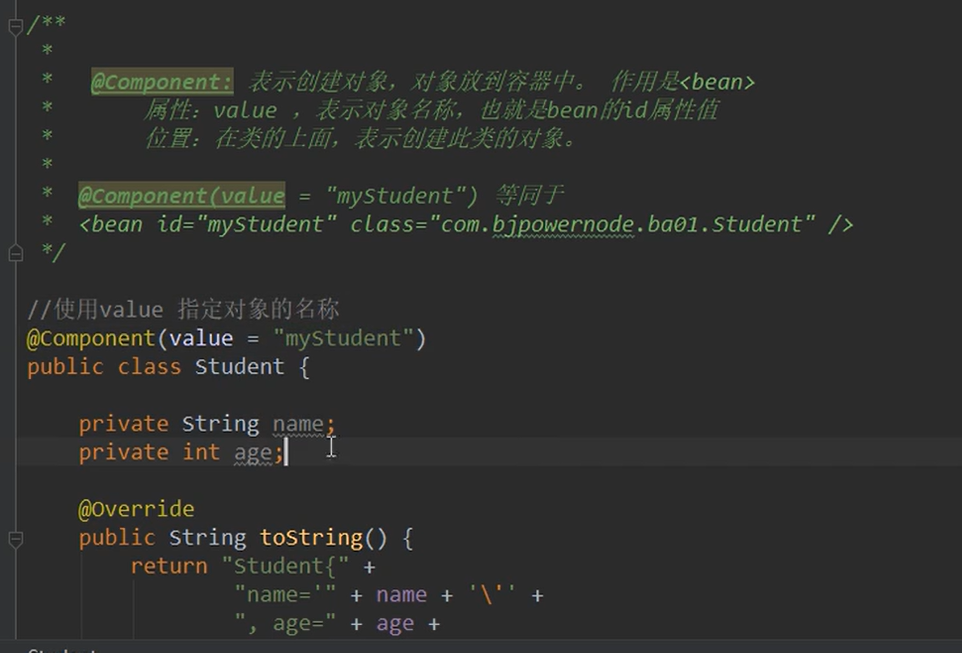 /**
*
* @Component: 表示创建对象，对象放到容器中。 作用是<bean>
* 属性：value ，表示对象名称，也就是bean的id属性值
* 位置：在类的上面，表示创建此类的对象。
*
* @Component(value = "myStudent") 等同于
* <bean id="myStudent" class="com.bjpowernode.ba01.Student" />
*/
//使用value 指定对象的名称
@Component(value = "myStudent")
public class Student {
private String name;
private int age;
@Override
public String toString() {
return "Student{" +
"name='" + name + '\'' +
", age=" + age +